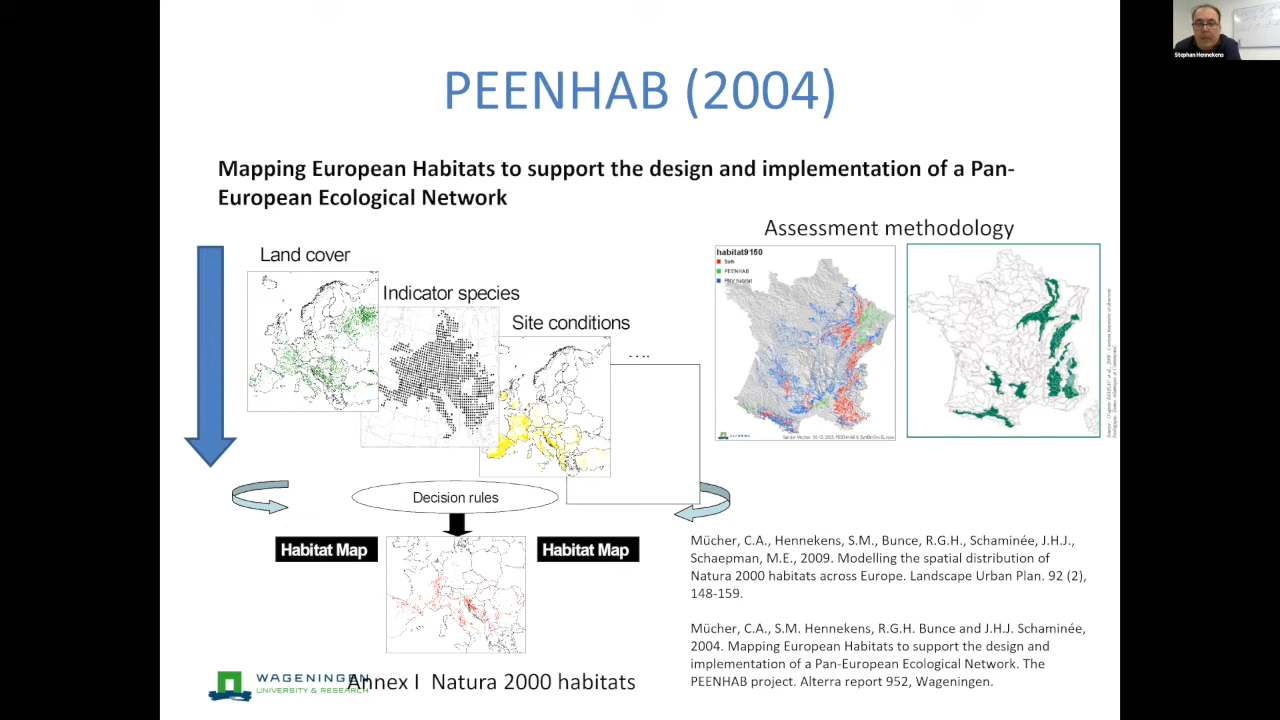 Stephan Hennekens
PEENHAB (2004)
Mapping European Habitats to support the design and implementation of a Pan-
European Ecological Network
Assessment methodology
Land cover
Indicator species
Site conditions
....
habitat9150
Both
PEENHAB
PNV habitat
ALTERRA
Decision rules
Habitat Map
Habitat Map
Mücher, C.A., Hennekens, S.M., Bunce, R.G.H., Schaminée, J.H.J.,
Schaepman, M.E., 2009. Modelling the spatial distribution of
Natura 2000 habitats across Europe. Landscape Urban Plan. 92 (2),
148-159.
Mücher, C.A., S.M. Hennekens, R.G.H. Bunce and J.H.J. Schaminée,
2004. Mapping European Habitats to support the design and
implementation of a Pan-European Ecological Network. The
PEENHAB project. Alterra report 952, Wageningen.
WAGENINGEN
UNIVERSITY & RESEARCH
Annex I Natura 2000 habitats